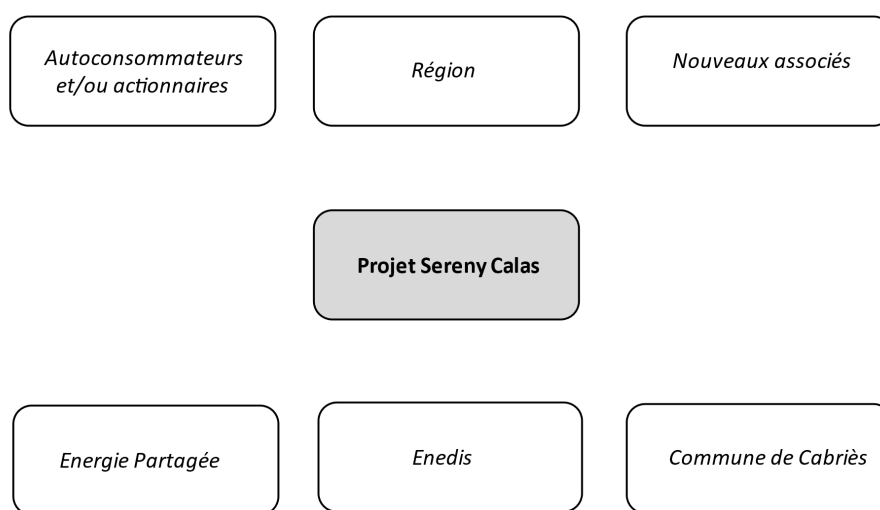 Autoconsommateurs
et/ou actionnaires
Région
Nouveaux associés
Projet Sereny Calas
Energie Partagée
Enedis
Commune de Cabriès